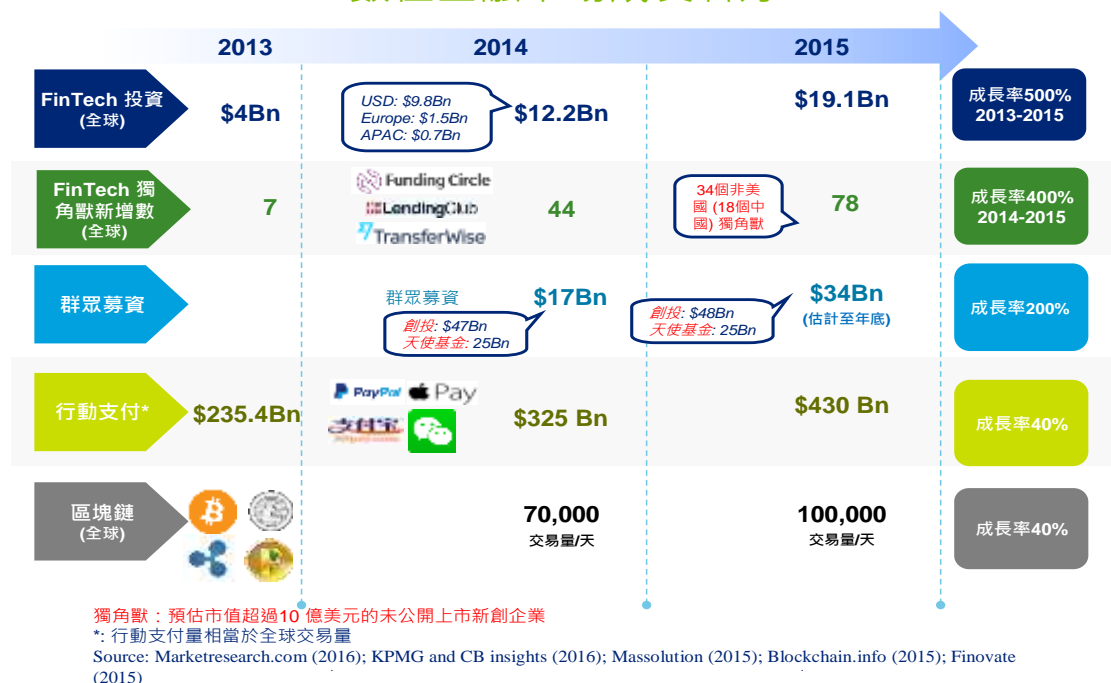 2013
2014
2015
FinTech 投資
(全球)
$4Bn
USD: $9.8Bn
Europe: $1.5Bn
APAC: $0.7Bn
$12.2Bn
$19.1Bn
成長率500%
2013-2015
FinTech 獨
角獸新增數
(全球)
7
Funding Circle
LendingClub
TransferWise
44
34個非美
國 (18個中
國) 獨角獸
78
成長率400%
2014-2015
群眾募資
群眾募資
$17Bn
創投: $47Bn
天使基金: 25Bn
創投: $48Bn
天使基金: 25Bn
$34Bn
(估計至年底)
成長率200%
行動支付*
$235.4Bn
PayPal
Pay
支付宝
$325 Bn
$430 Bn
成長率40%
區塊鏈
(全球)
70,000
交易量/天
100,000
交易量/天
成長率40%
獨角獸：預估市值超過10 億美元的未公開上市新創企業
*: 行動支付量相當於全球交易量
Source: Marketresearch.com (2016); KPMG and CB insights (2016); Massolution (2015); Blockchain.info (2015); Finovate
(2015)